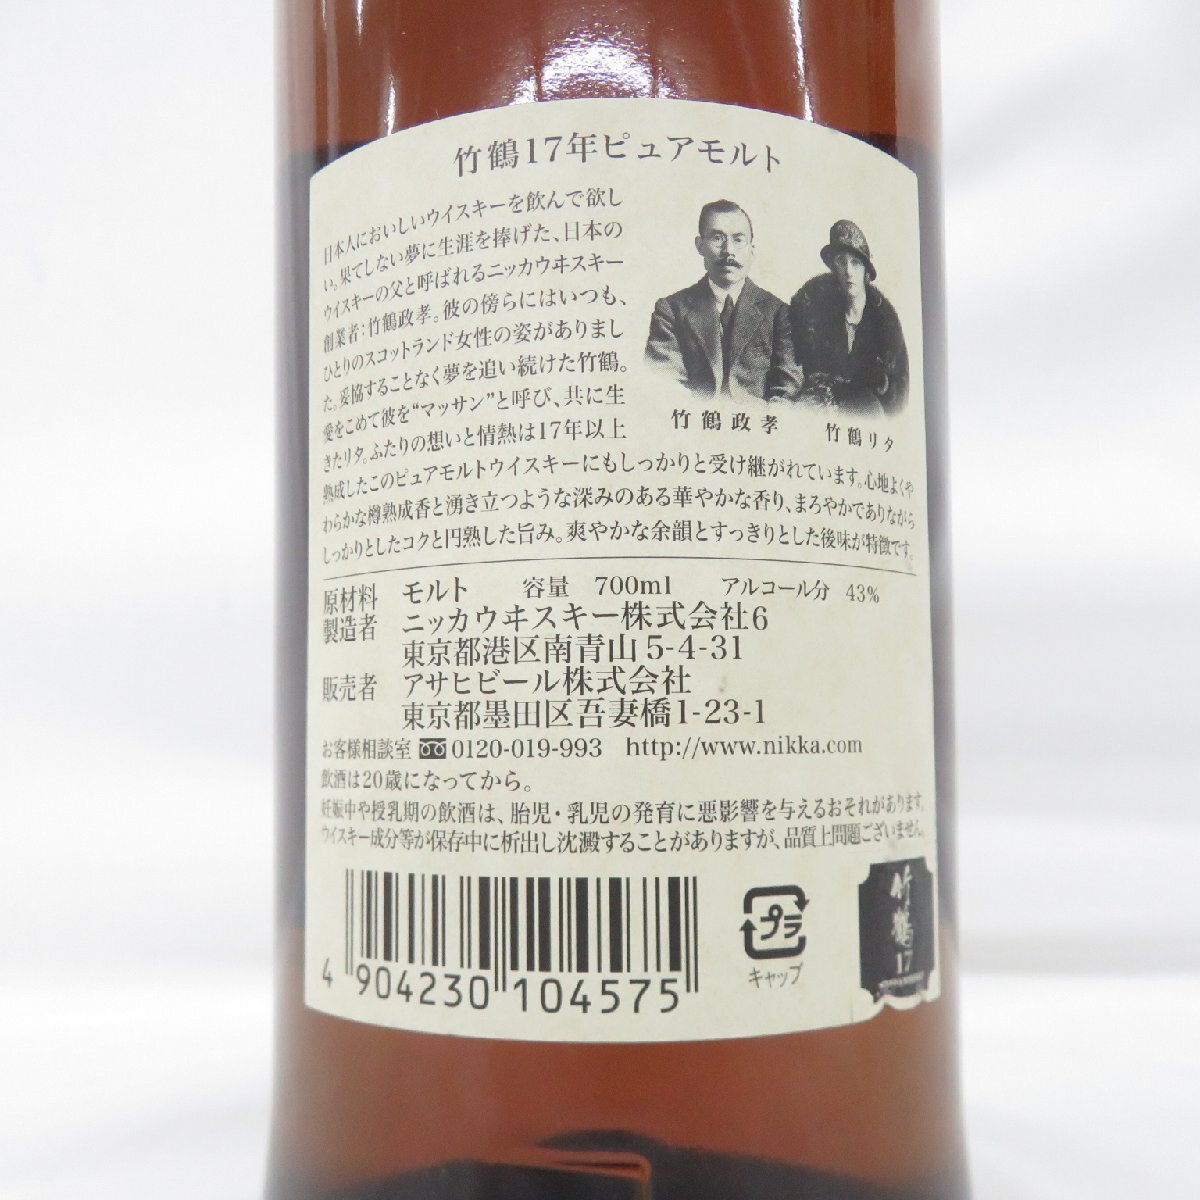 竹鶴17年ピュアモルト
日本人においしいウイスキーを飲んで欲し
い。果てしない夢に生涯を捧げた、日本の
ウイスキーの父と呼ばれるニッカウヰスキー
創業者：竹鶴政孝。彼の傍らにはいつも、
ひとりのスコットランド女性の姿がありまし
た。妥協することなく夢を追い続けた竹鶴。
愛をこめて彼を“マッサン”と呼び、共に生
きたリタ。ふたりの想いと情熱は17年以上
熟成したこのピュアモルトウイスキーにもしっかりと受け継がれています。心地よくや
わらかな樽熟成香と湧き立つような深みのある華やかな香り、まろやかでありながら
しっかりとしたコクと円熟した旨み。爽やかな余韻とすっきりとした後味が特徴です。
竹鶴政孝
竹鶴リタ
原材料 モルト 容量 700ml アルコール分 43%
製造者 ニッカウヰスキー株式会社6
東京都港区南青山5-4-31
販売者 アサヒビール株式会社
東京都墨田区吾妻橋1-23-1
お客様相談室 0120-019-993 http://www.nikka.com
飲酒は20歳になってから。
妊娠中や授乳期の飲酒は、胎児・乳児の発育に悪影響を与えるおそれがあります。
ウイスキー成分等が保存中に析出し沈澱することがありますが、品質上問題ございません。
4 904230 104575
プラ
キャップ
竹鶴
17